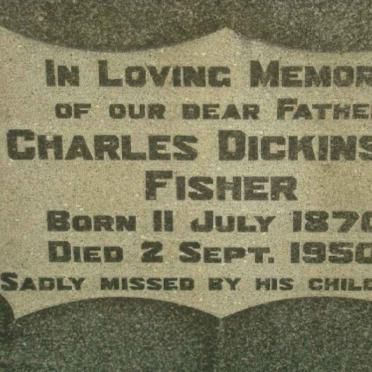 In Loving Memor
of our dear Fathe
Charles Dickins
Fisher
Born 11 July 1870
Died 2 Sept. 1950
Sadly missed by his child